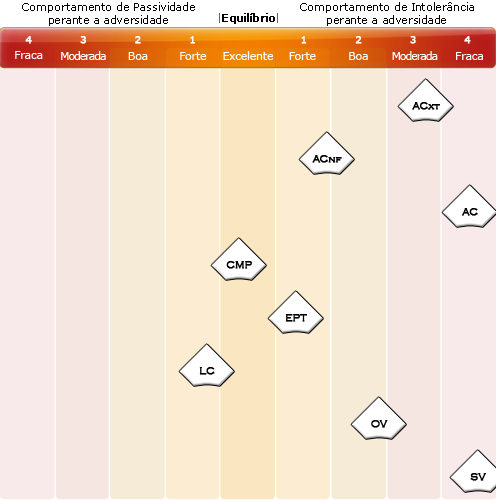 Comportamento de Passividade
perante a adversidade
|Equilíbrio|
Comportamento de Intolerância
perante a adversidade
4 3 2 1 1 2 3 4
Fraca Moderada Boa Forte Excelente Forte Boa Moderada Fraca
ACXT
ACNF
AC
CMP
EPT
LC
OV
SV